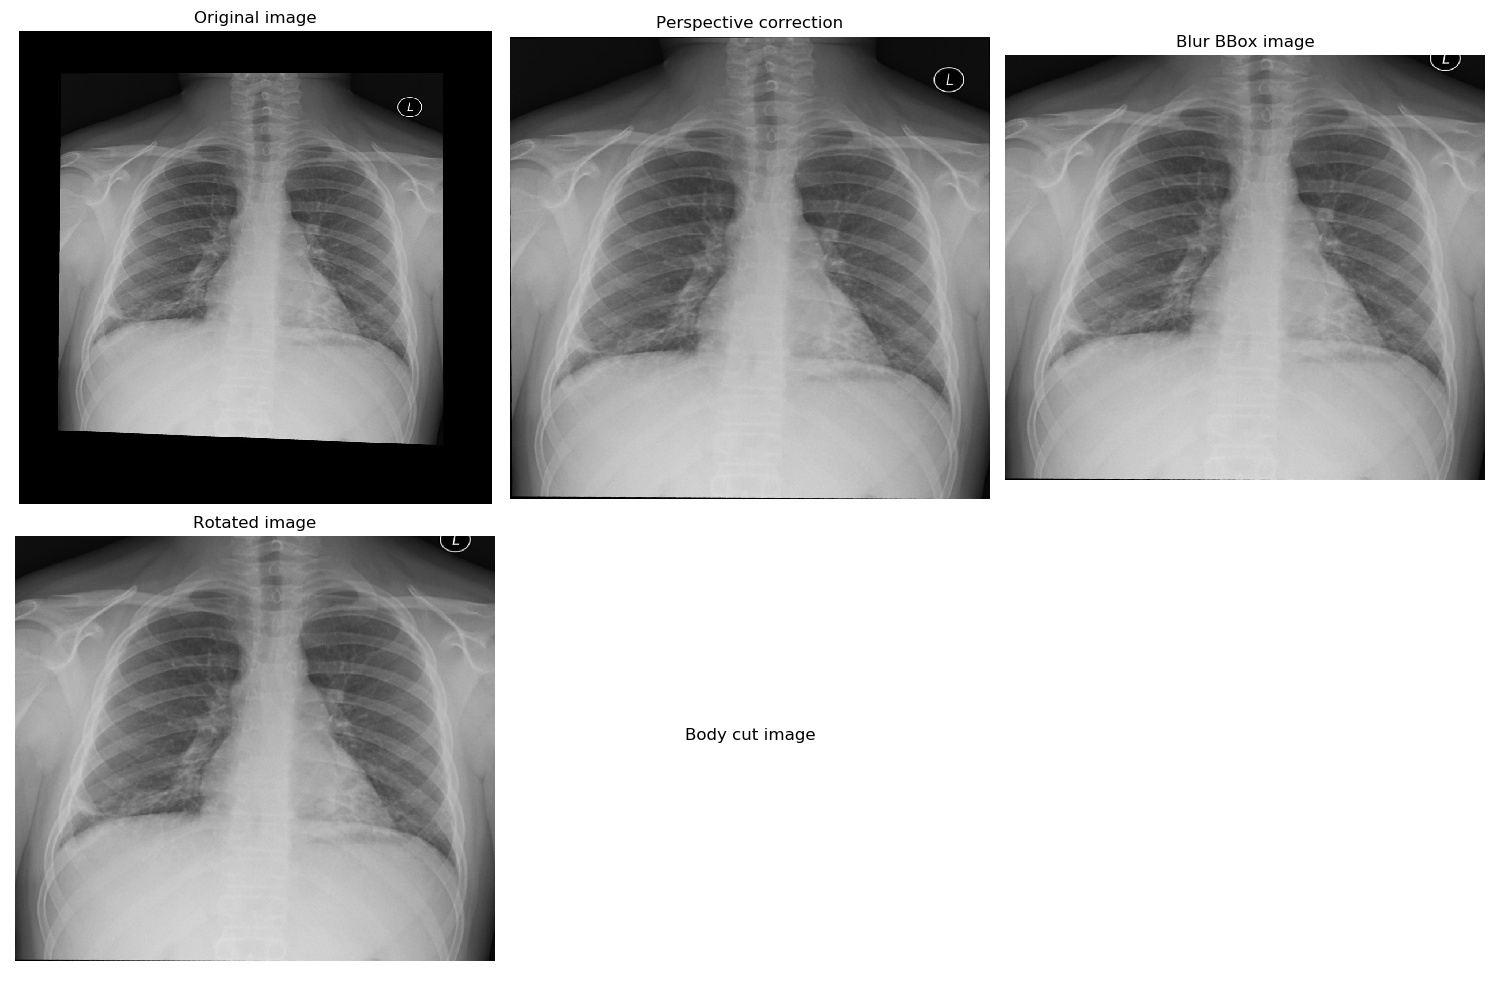 Original image
Perspective correction
Blur BBox image
L
L
L
Rotated image
L
Body cut image